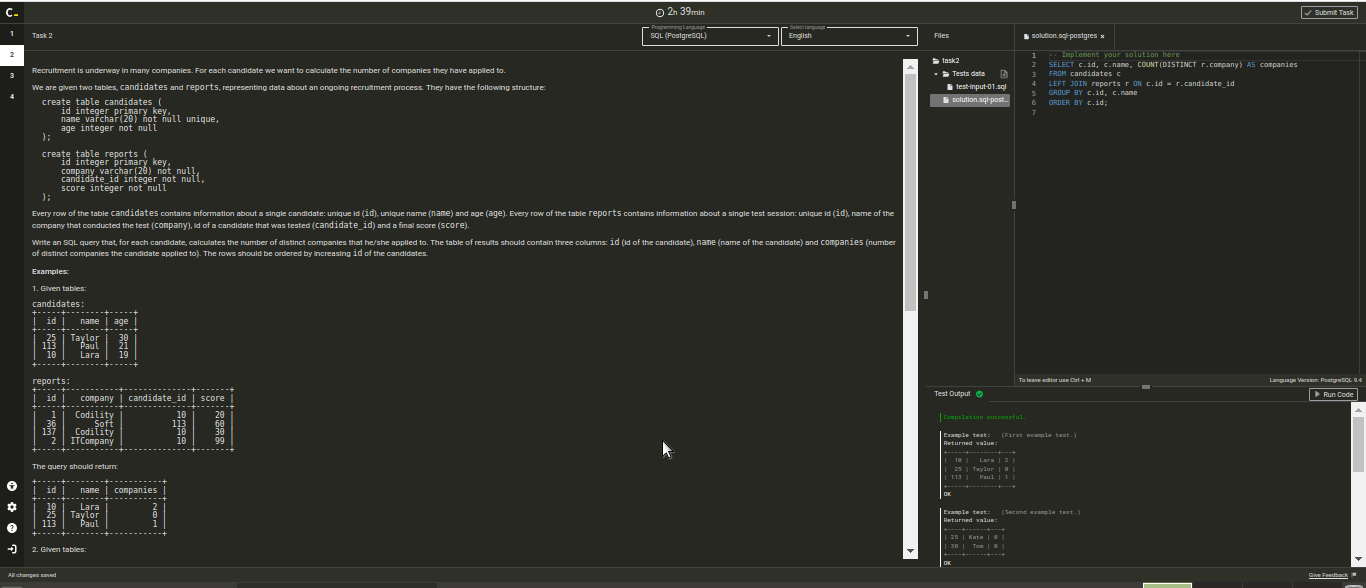 C.
2h 39min
Submit Task
1
2
3
4
Task 2
Programming Language
SQL (PostgreSQL)
Select language
English
Recruitment is underway in many companies. For each candidate we want to calculate the number of companies they have applied to.
We are given two tables, candidates and reports, representing data about an ongoing recruitment process. They have the following structure:
create table candidates (
id integer primary key,
name varchar(20) not null unique,
age integer not null
);
create table reports (
id integer primary key,
company varchar(20) not null,
candidate_id integer not null,
score integer not null
);
Every row of the table candidates contains information about a single candidate: unique id (id), unique name (name) and age (age). Every row of the table reports contains information about a single test session: unique id (id), name of the
company that conducted the test (company), id of a candidate that was tested (candidate_id) and a final score (score).
Write an SQL query that, for each candidate, calculates the number of distinct companies that he/she applied to. The table of results should contain three columns: id (id of the candidate), name (name of the candidate) and companies (number
of distinct companies the candidate applied to). The rows should be ordered by increasing id of the candidates.
Examples:
1. Given tables:
candidates:
+-----+--------+-----+
|  id |   name | age |
+-----+--------+-----+
|  25 | Taylor |  30 |
| 113 |   Paul |  21 |
|  10 |   Lara |  19 |
+-----+--------+-----+
reports:
+-----+-----------+--------------+-------+
|  id |   company | candidate_id | score |
+-----+-----------+--------------+-------+
|   1 |  Codility |           10 |    20 |
|  36 |      Soft |          113 |    60 |
| 137 |  Codility |           10 |    30 |
|   2 | ITCompany |           10 |    99 |
+-----+-----------+--------------+-------+
The query should return:
+-----+--------+-----------+
|  id |   name | companies |
+-----+--------+-----------+
|  10 |   Lara |         2 |
|  25 | Taylor |         0 |
| 113 |   Paul |         1 |
+-----+--------+-----------+
2. Given tables:
Files
task2
Tests data
test-input-01.sql
solution.sql-post...
solution.sql-postgres ×
1 -- Implement your solution here
2 SELECT c.id, c.name, COUNT(DISTINCT r.company) AS companies
3 FROM candidates c
4 LEFT JOIN reports r ON c.id = r.candidate_id
5 GROUP BY c.id, c.name
6 ORDER BY c.id;
7
To leave editor use Ctrl + M
Language Version: PostgreSQL 9.4
Test Output
Run Code
Compilation successful.
Example test:   (First example test.)
Returned value:
+-----+--------+---+
|  10 |   Lara | 2 |
|  25 | Taylor | 0 |
| 113 |   Paul | 1 |
+-----+--------+---+
OK
Example test:   (Second example test.)
Returned value:
+----+------+---+
| 25 | Kate | 0 |
| 30 |  Tom | 0 |
+----+------+---+
OK
All changes saved
Give Feedback